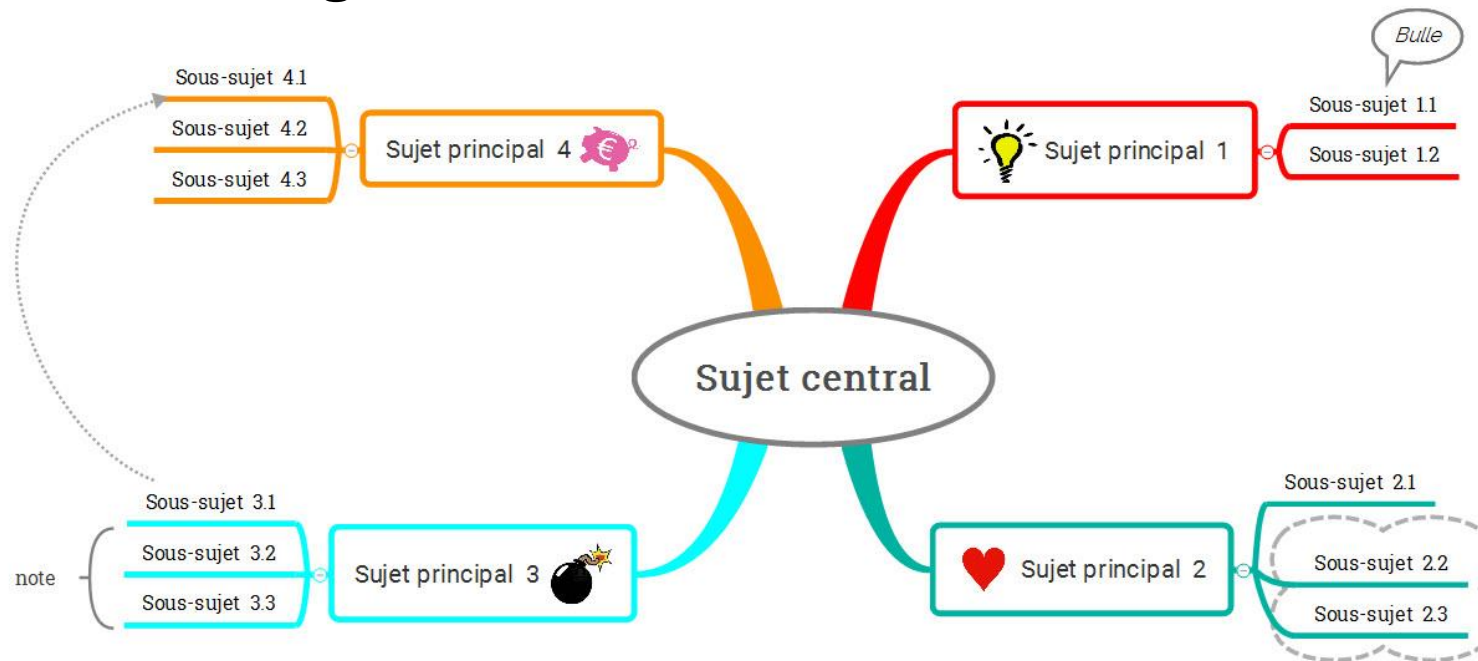 Bulle
Sous-sujet 4.1
Sous-sujet 4.2
Sous-sujet 4.3
Sujet principal 4
€
Sujet principal 1
Sous-sujet 1.1
Sous-sujet 1.2
Sujet central
Sous-sujet 3.1
Sous-sujet 3.2
Sous-sujet 3.3
note
Sujet principal 3
Sujet principal 2
Sous-sujet 2.1
Sous-sujet 2.2
Sous-sujet 2.3